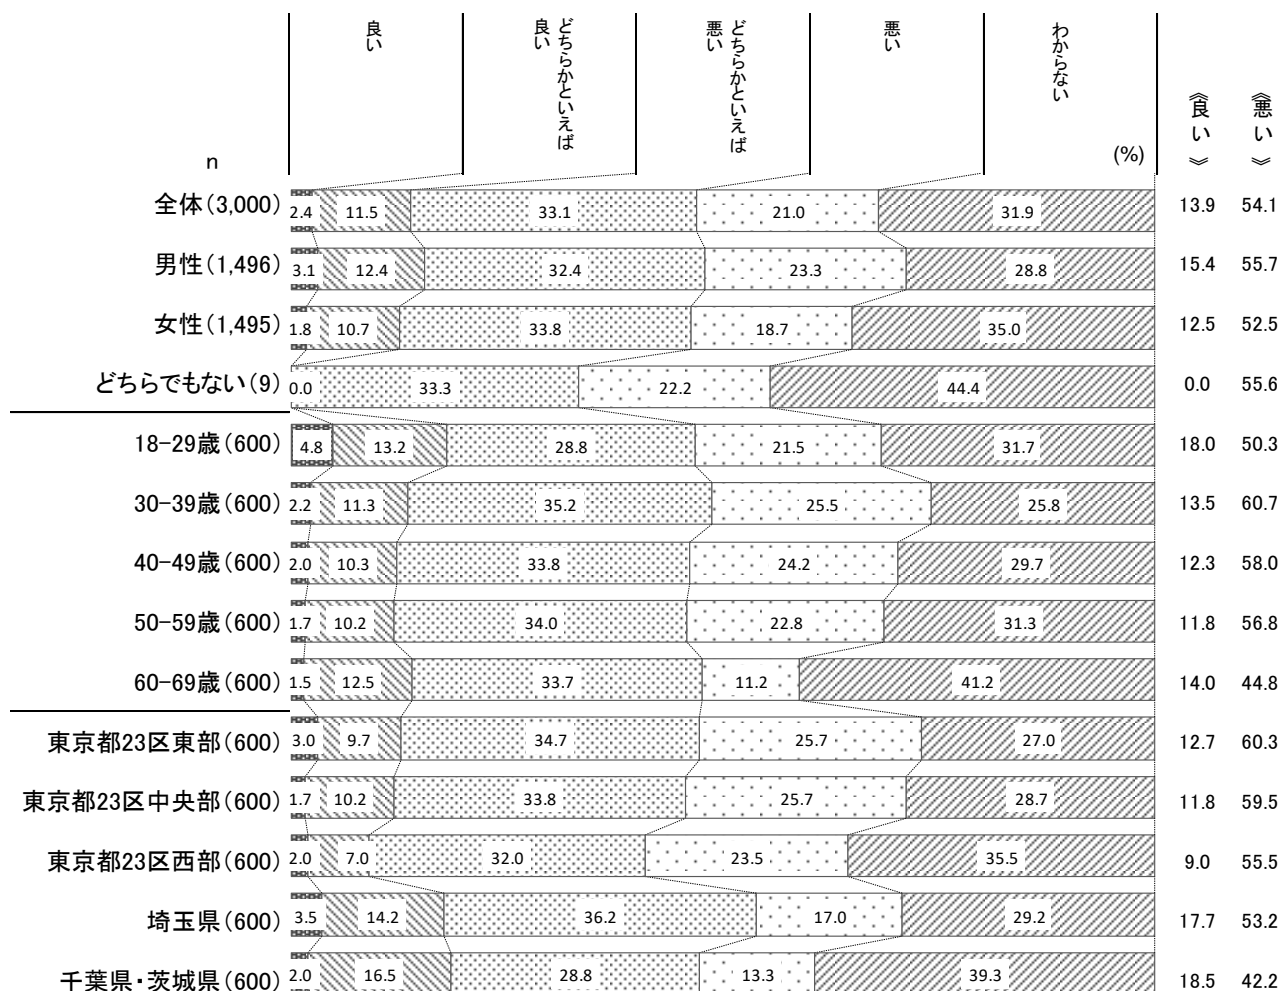 良い
どちらかといえば
良い
どちらかといえば
悪い
悪い
わからない
《良い》
《悪い》
n
(%)
全体(3,000) 2.4 11.5 33.1 21.0 31.9 13.9 54.1
男性(1,496) 3.1 12.4 32.4 23.3 28.8 15.4 55.7
女性(1,495) 1.8 10.7 33.8 18.7 35.0 12.5 52.5
どちらでもない(9) 0.0 33.3 22.2 44.4 0.0 55.6
18-29歳(600) 4.8 13.2 28.8 21.5 31.7 18.0 50.3
30-39歳(600) 2.2 11.3 35.2 25.5 25.8 13.5 60.7
40-49歳(600) 2.0 10.3 33.8 24.2 29.7 12.3 58.0
50-59歳(600) 1.7 10.2 34.0 22.8 31.3 11.8 56.8
60-69歳(600) 1.5 12.5 33.7 11.2 41.2 14.0 44.8
東京都23区東部(600) 3.0 9.7 34.7 25.7 27.0 12.7 60.3
東京都23区中央部(600) 1.7 10.2 33.8 25.7 28.7 11.8 59.5
東京都23区西部(600) 2.0 7.0 32.0 23.5 35.5 9.0 55.5
埼玉県(600) 3.5 14.2 36.2 17.0 29.2 17.7 53.2
千葉県・茨城県(600) 2.0 16.5 28.8 13.3 39.3 18.5 42.2